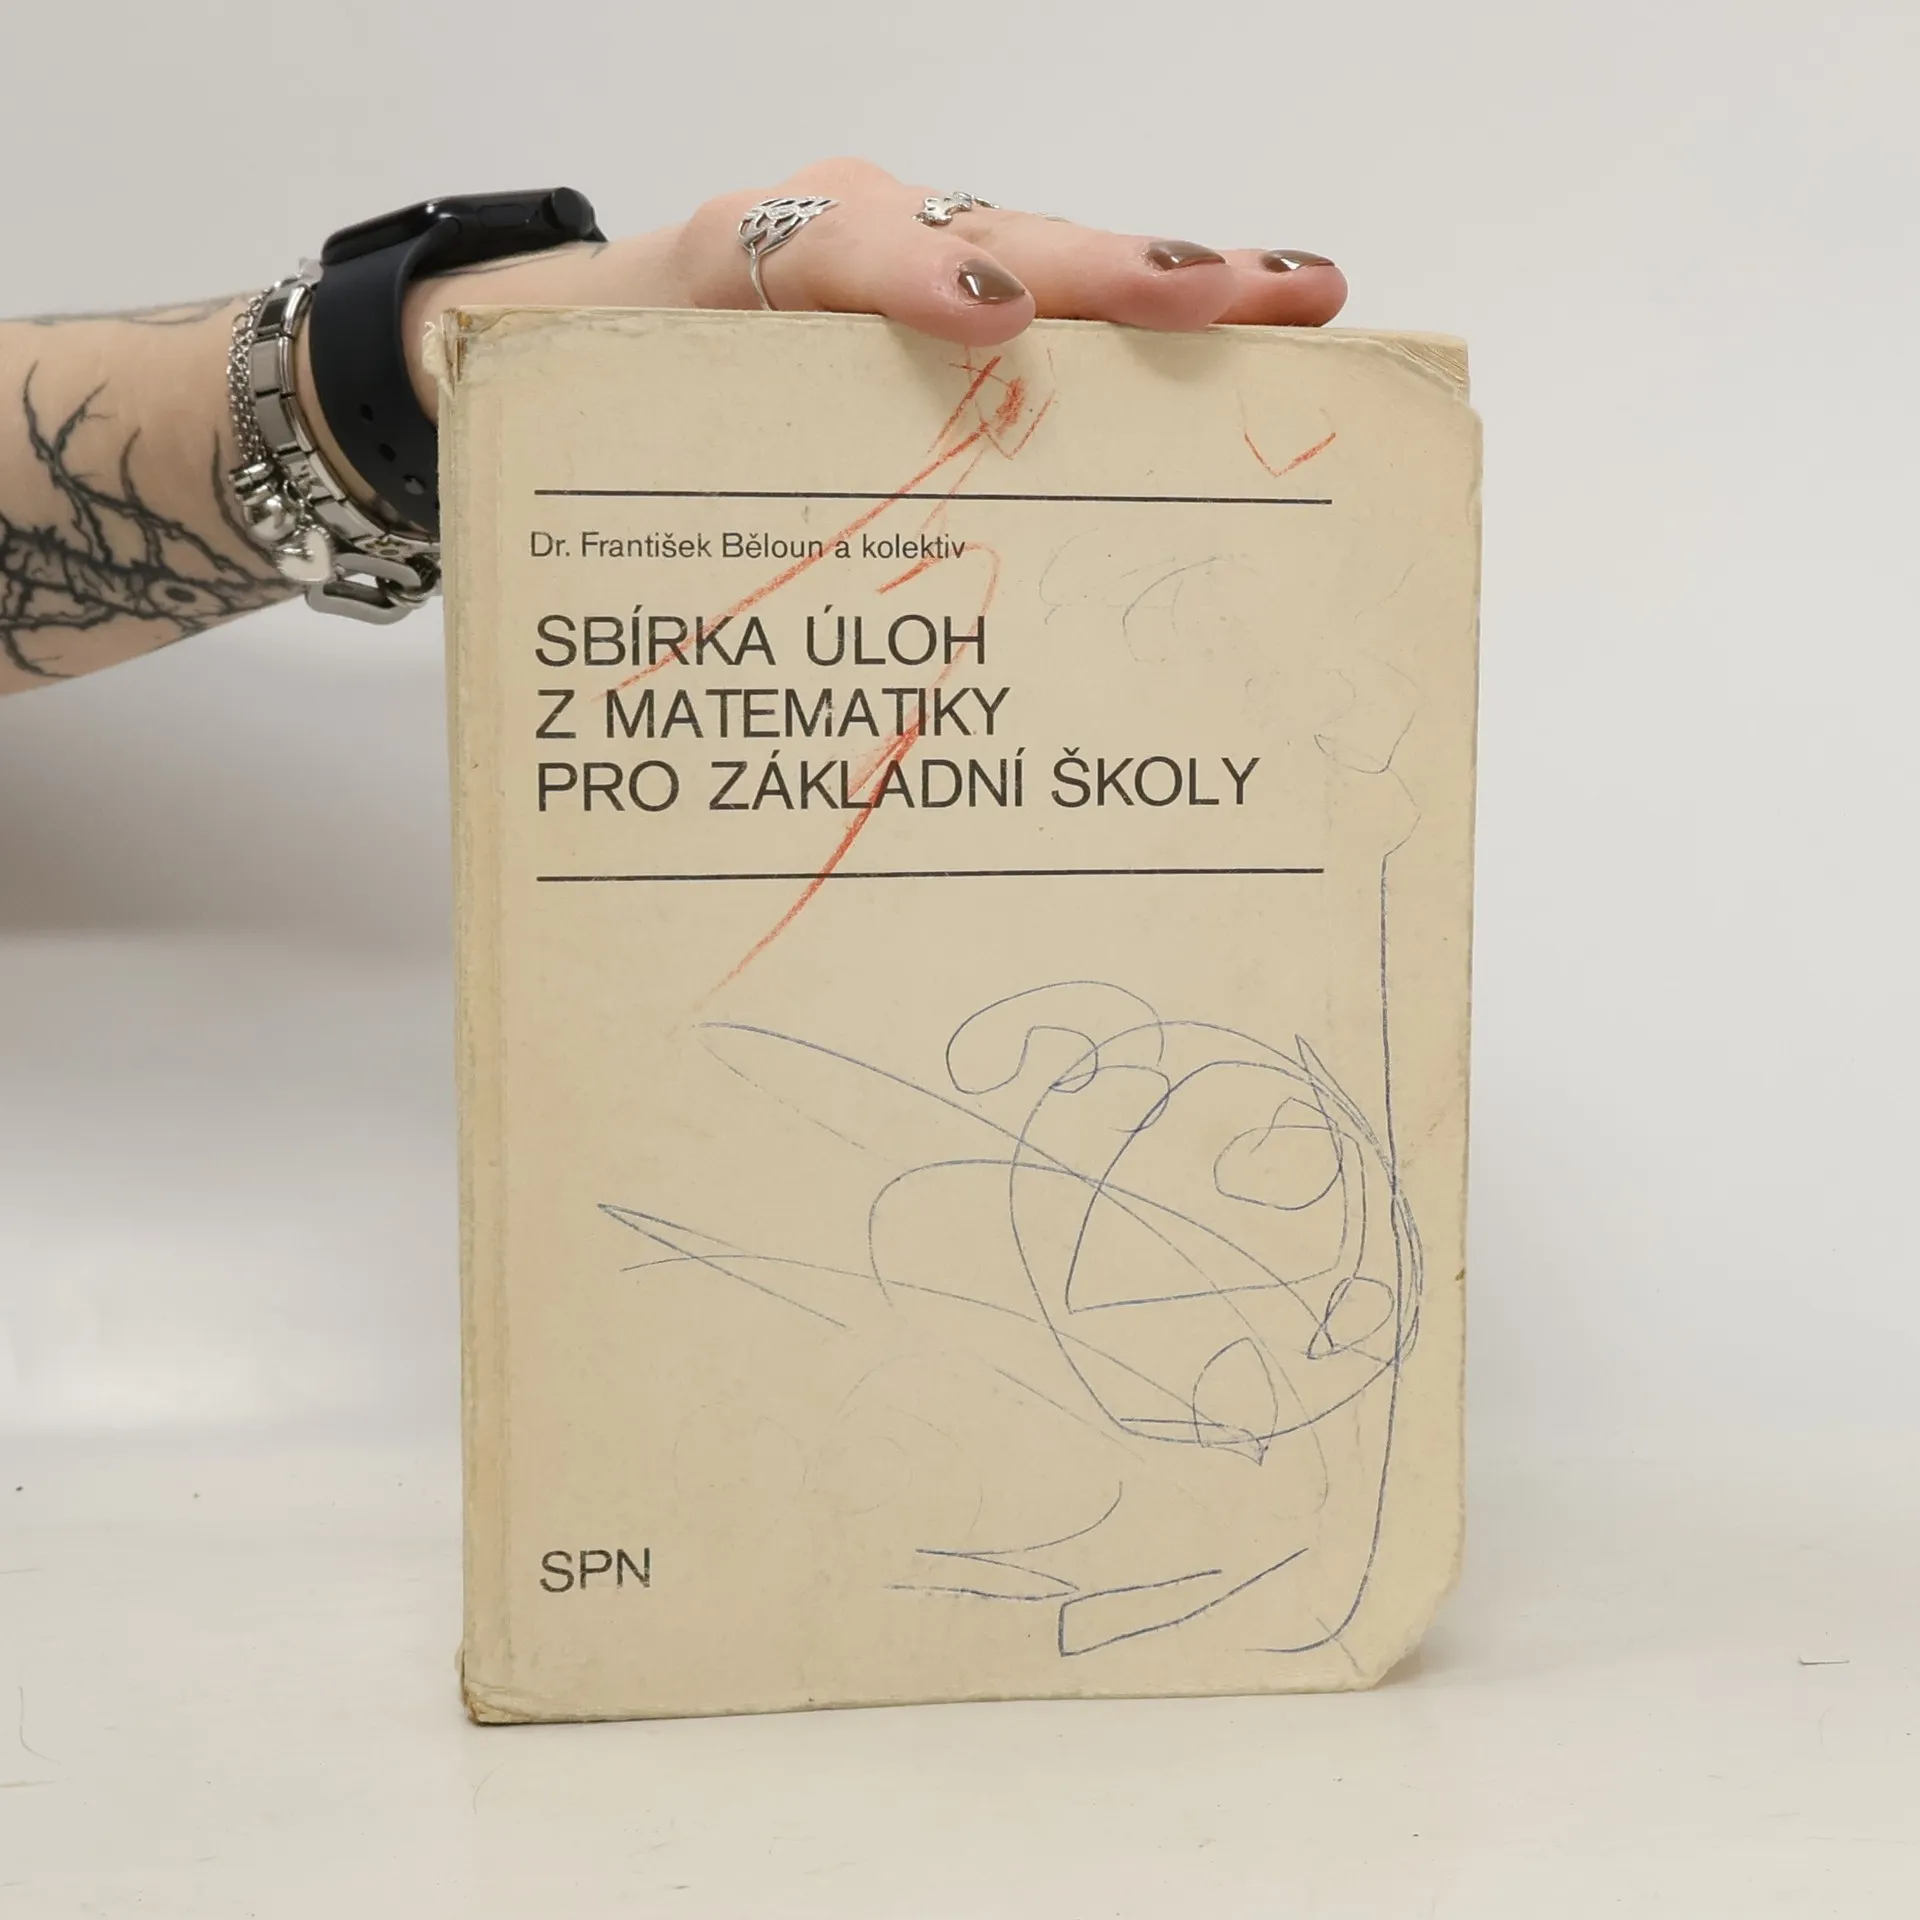 Dr. František Běloun a kolektiv
SBÍRKA ÚLOH
Z MATEMATIKY
PRO ZÁKLADNÍ ŠKOLY
SPN